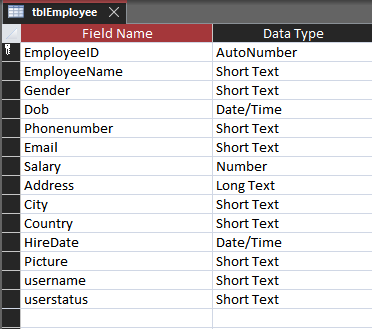 tblEmployee
Field Name Data Type
EmployeeID AutoNumber
EmployeeName Short Text
Gender Short Text
Dob Date/Time
Phonenumber Short Text
Email Short Text
Salary Number
Address Long Text
City Short Text
Country Short Text
HireDate Date/Time
Picture Short Text
username Short Text
userstatus Short Text